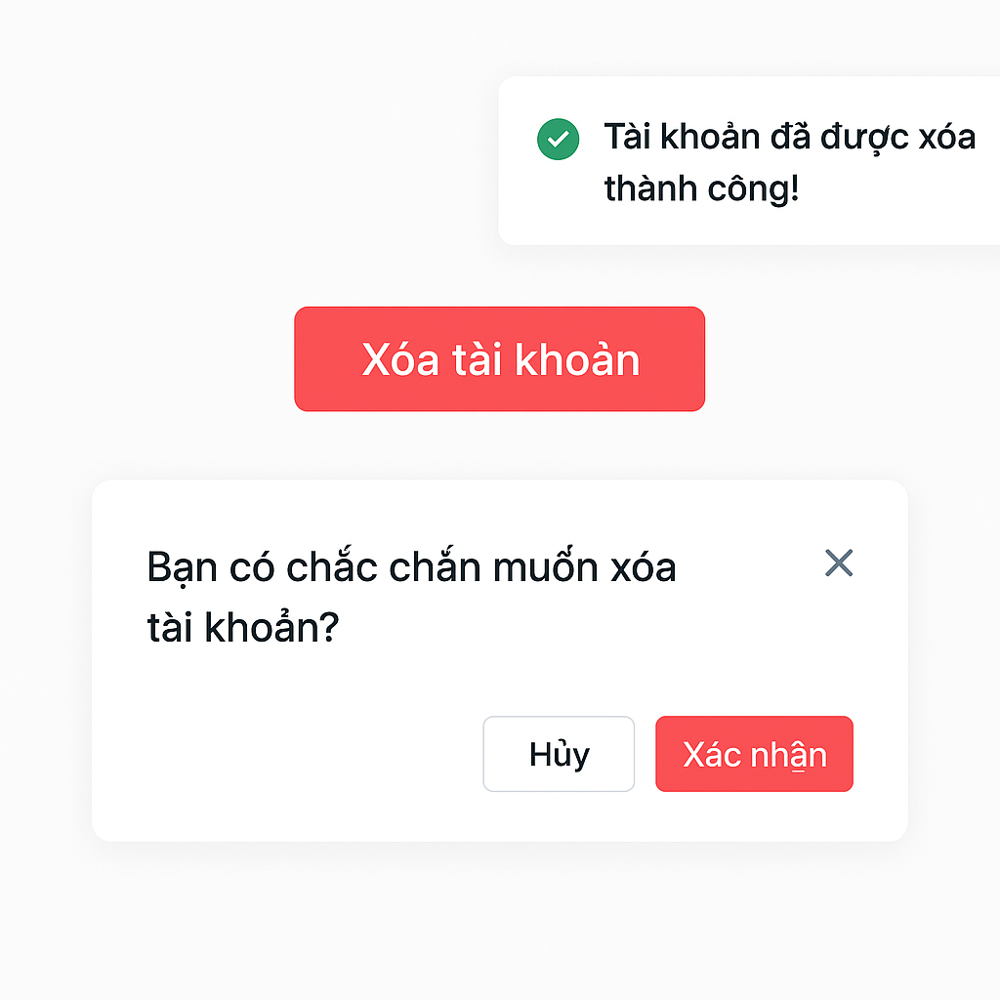 Tài khoản đã được xóa
thành công!
Xóa tài khoản
Bạn có chắc chắn muốn xóa
tài khoản?
Hủy
Xác nhận